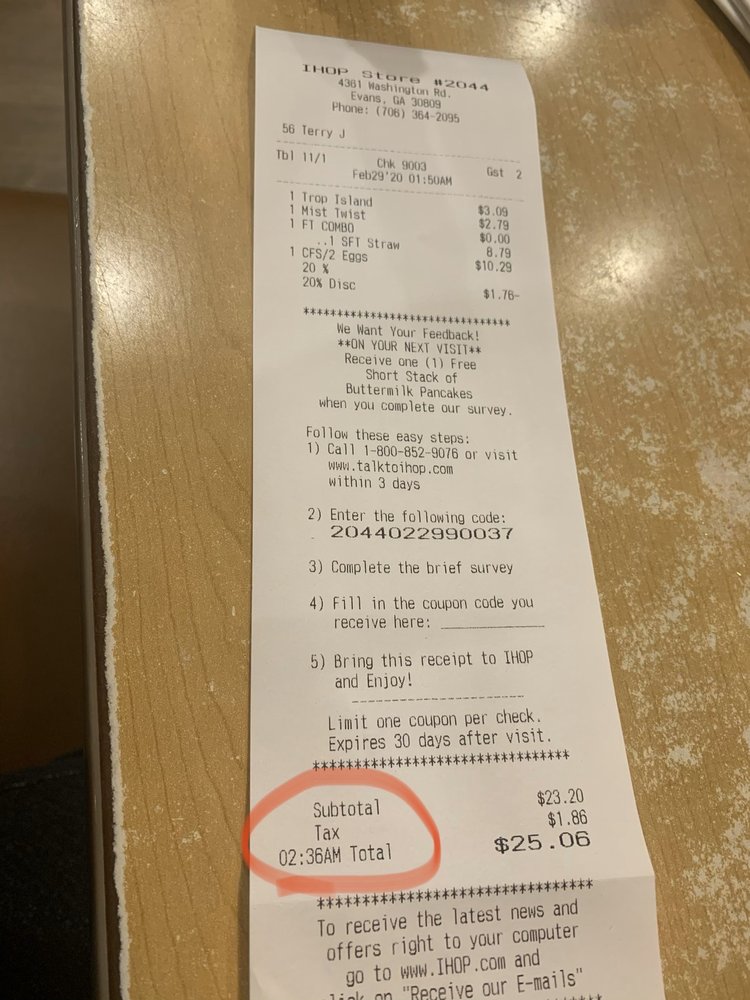 IHOP Store #2044
4361 Washington Rd.
Evans, GA 30809
Phone: (706) 364-2095
56 Terry J
Tbl 11/1 Chk 9003 Gst 2
Feb29'20 01:50AM
1 Trop Island $3.09
1 Mist Twist $2.79
1 FT COMBO $0.00
..1 SFT Straw 8.79
1 CFS/2 Eggs $10.29
20 %
20% Disc $1.76-
*******************************
We Want Your Feedback!
**ON YOUR NEXT VISIT**
Receive one (1) Free
Short Stack of
Buttermilk Pancakes
when you complete our survey.
Follow these easy steps:
1) Call 1-800-852-9076 or visit
www.talktoihop.com
within 3 days
2) Enter the following code:
2044022990037
3) Complete the brief survey
4) Fill in the coupon code you
receive here: ____________
5) Bring this receipt to IHOP
and Enjoy!
--------------------
Limit one coupon per check.
Expires 30 days after visit.
*******************************
Subtotal $23.20
Tax $1.86
02:36AM Total $25.06
*******************************
To receive the latest news and
offers right to your computer
go to www.IHOP.com and
on "Receive our E-mails"